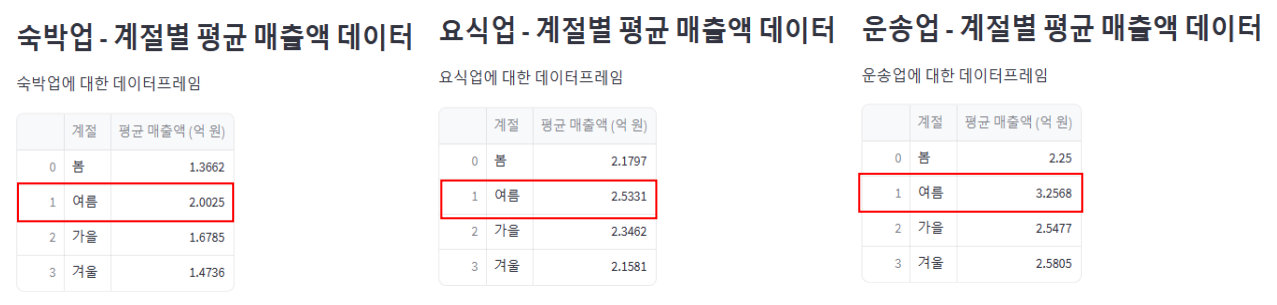 숙박업 - 계절별 평균 매출액 데이터
숙박업에 대한 데이터프레임
계절 평균 매출액 (억 원)
0 봄 1.3662
1 여름 2.0025
2 가을 1.6785
3 겨울 1.4736
요식업 - 계절별 평균 매출액 데이터
요식업에 대한 데이터프레임
계절 평균 매출액 (억 원)
0 봄 2.1797
1 여름 2.5331
2 가을 2.3462
3 겨울 2.1581
운송업 - 계절별 평균 매출액 데이터
운송업에 대한 데이터프레임
계절 평균 매출액 (억 원)
0 봄 2.25
1 여름 3.2568
2 가을 2.5477
3 겨울 2.5805